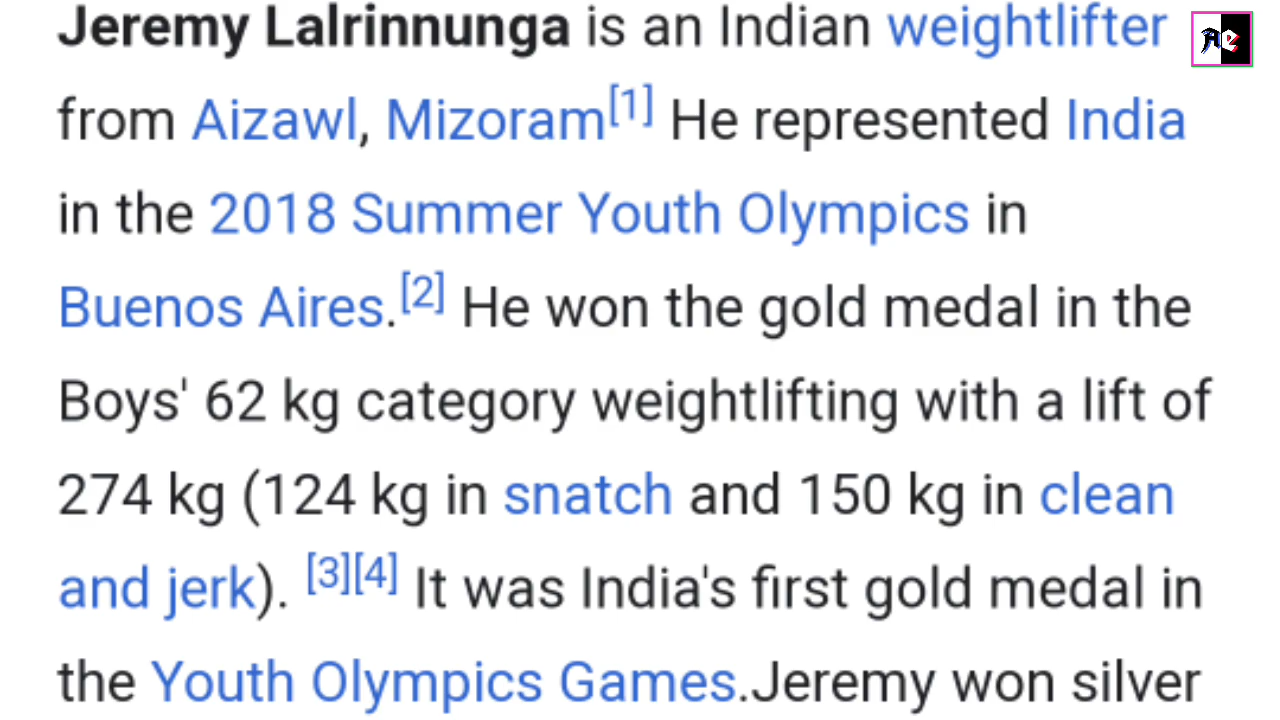 Jeremy Lalrinnunga is an Indian weightlifter
from Aizawl, Mizoram[1] He represented India
in the 2018 Summer Youth Olympics in
Buenos Aires.[2] He won the gold medal in the
Boys' 62 kg category weightlifting with a lift of
274 kg (124 kg in snatch and 150 kg in clean
and jerk). [3][4] It was India's first gold medal in
the Youth Olympics Games.Jeremy won silver